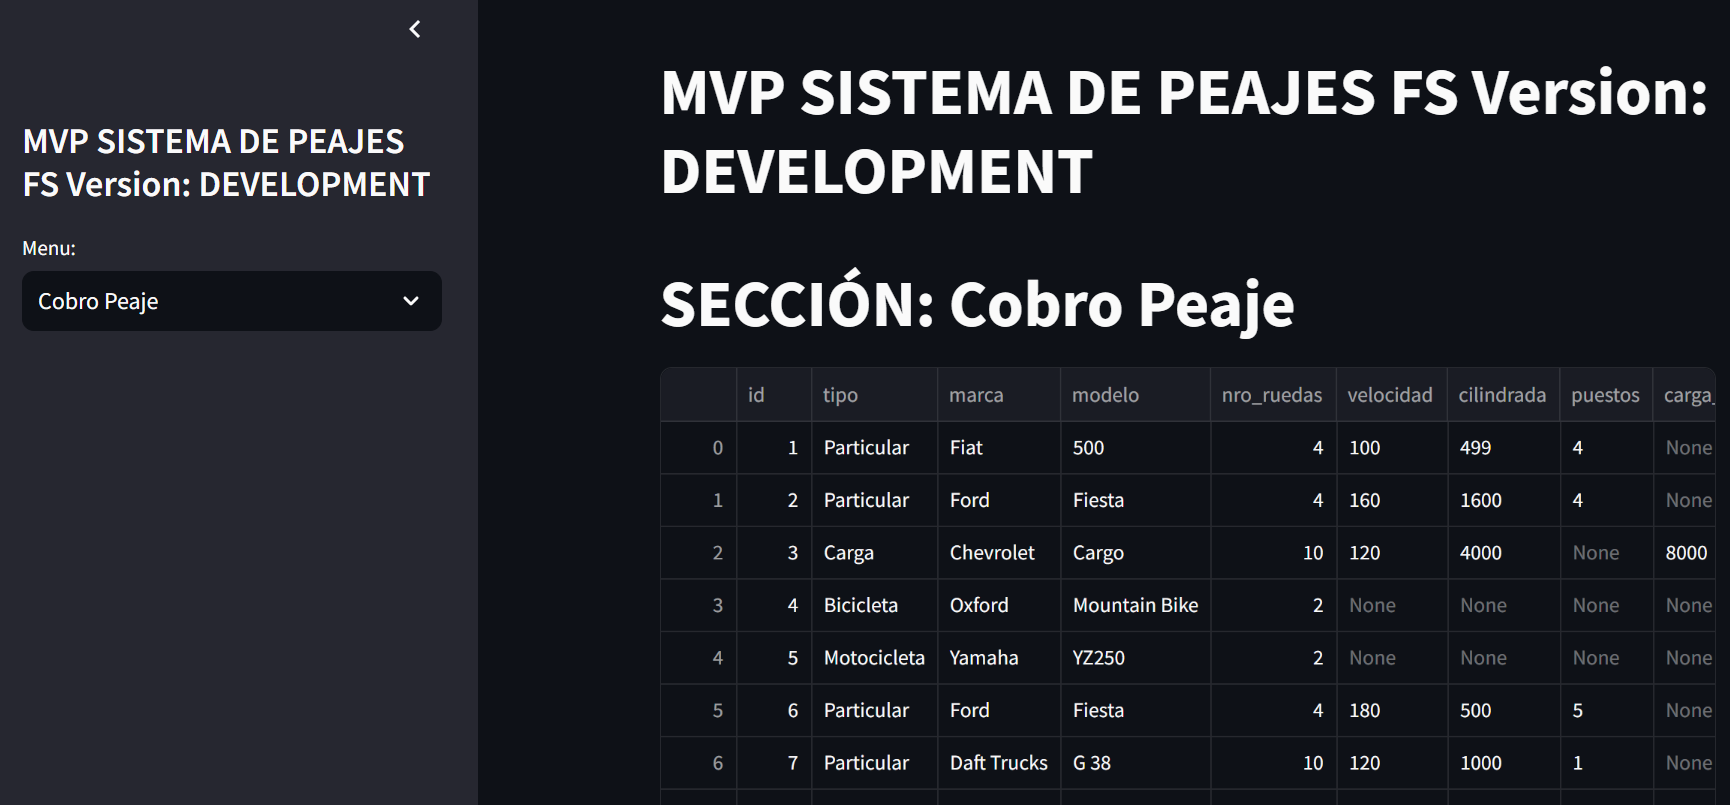 MVP SISTEMA DE PEAJES
FS Version: DEVELOPMENT
Menu:
Cobro Peaje
MVP SISTEMA DE PEAJES FS Version:
DEVELOPMENT
SECCIÓN: Cobro Peaje
id tipo marca modelo nro_ruedas velocidad cilindrada puestos carga_
0 1 Particular Fiat 500 4 100 499 4 None
1 2 Particular Ford Fiesta 4 160 1600 4 None
2 3 Carga Chevrolet Cargo 10 120 4000 None 8000
3 4 Bicicleta Oxford Mountain Bike 2 None None None None
4 5 Motocicleta Yamaha YZ250 2 None None None None
5 6 Particular Ford Fiesta 4 180 500 5 None
6 7 Particular Daft Trucks G 38 10 120 1000 1 None